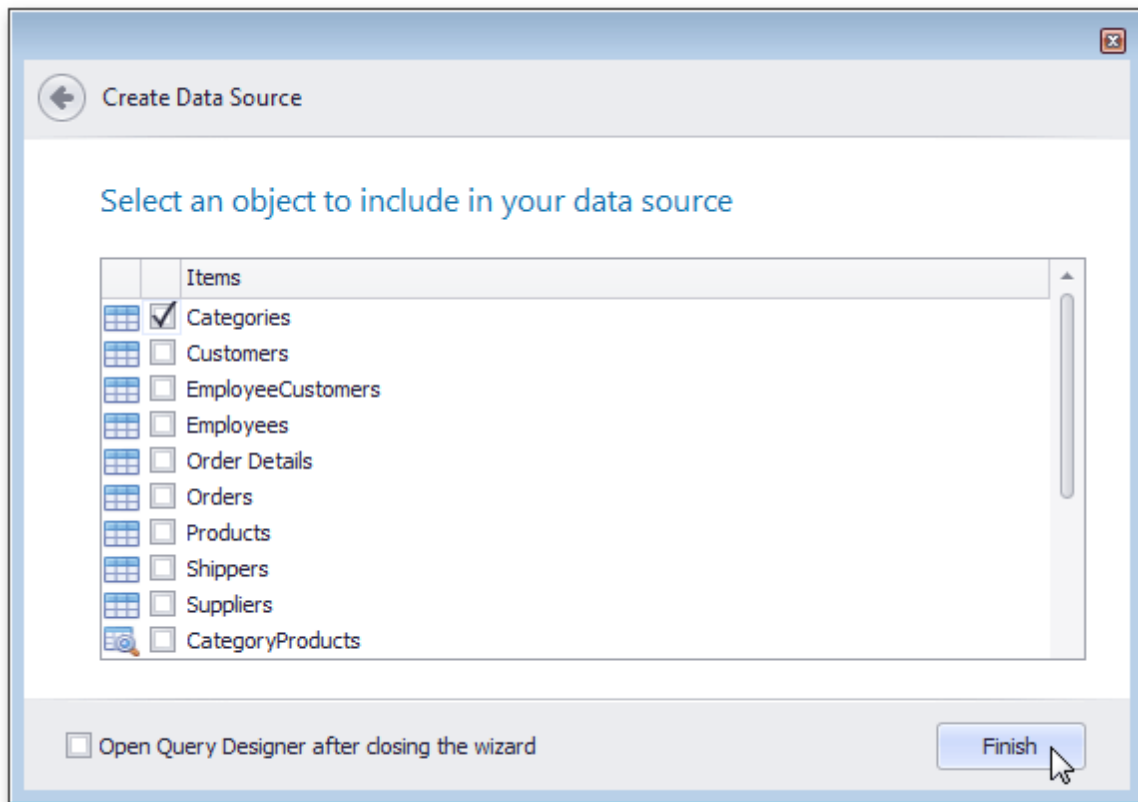 Create Data Source
Select an object to include in your data source
Items
Categories
Customers
EmployeeCustomers
Employees
Order Details
Orders
Products
Shippers
Suppliers
CategoryProducts
Open Query Designer after closing the wizard
Finish